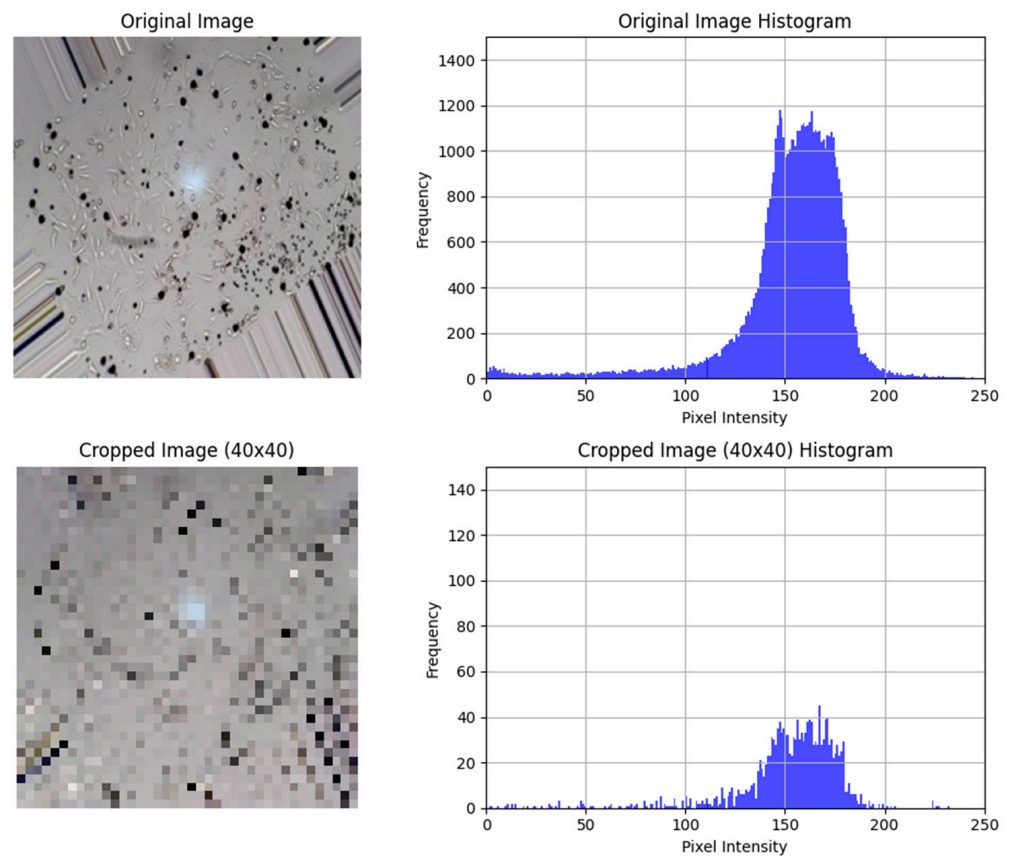 Original Image
Original Image Histogram
1400
1200
1000
800
600
400
200
0
Frequency
0 50 100 150 200 250
Pixel Intensity
Cropped Image (40x40)
Cropped Image (40x40) Histogram
140
120
100
80
60
40
20
0
Frequency
0 50 100 150 200 250
Pixel Intensity